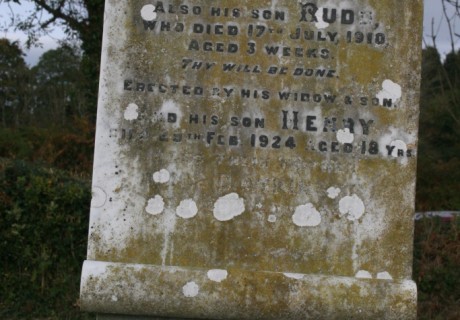 Also his son Rudy,
who died 17th July, 1910
Aged 3 weeks.
Thy will be done.
Erected by his widow & son.
And his son Henry
Died 28th Feb 1924 aged 18 yrs